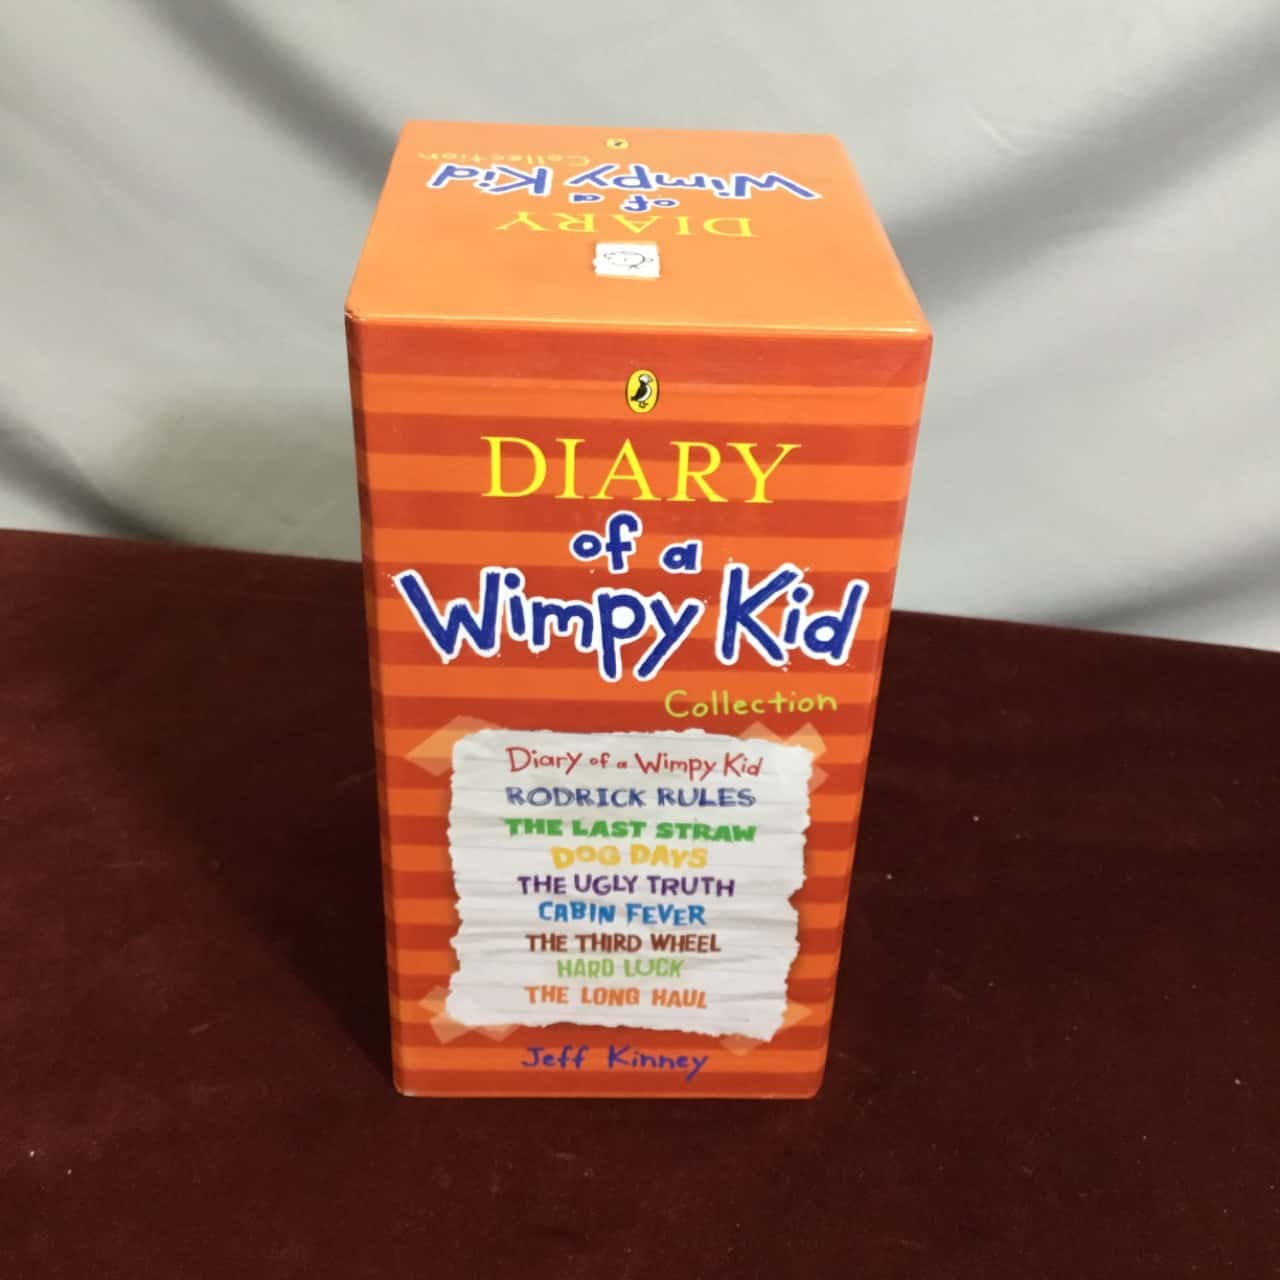 Collection
Wimpy Kid
of a
DIARY
DIARY
of a
Wimpy Kid
Collection
Diary of a Wimpy Kid
RODRICK RULES
THE LAST STRAW
DOG DAYS
THE UGLY TRUTH
CABIN FEVER
THE THIRD WHEEL
HARD LUCK
THE LONG HAUL
Jeff Kinney